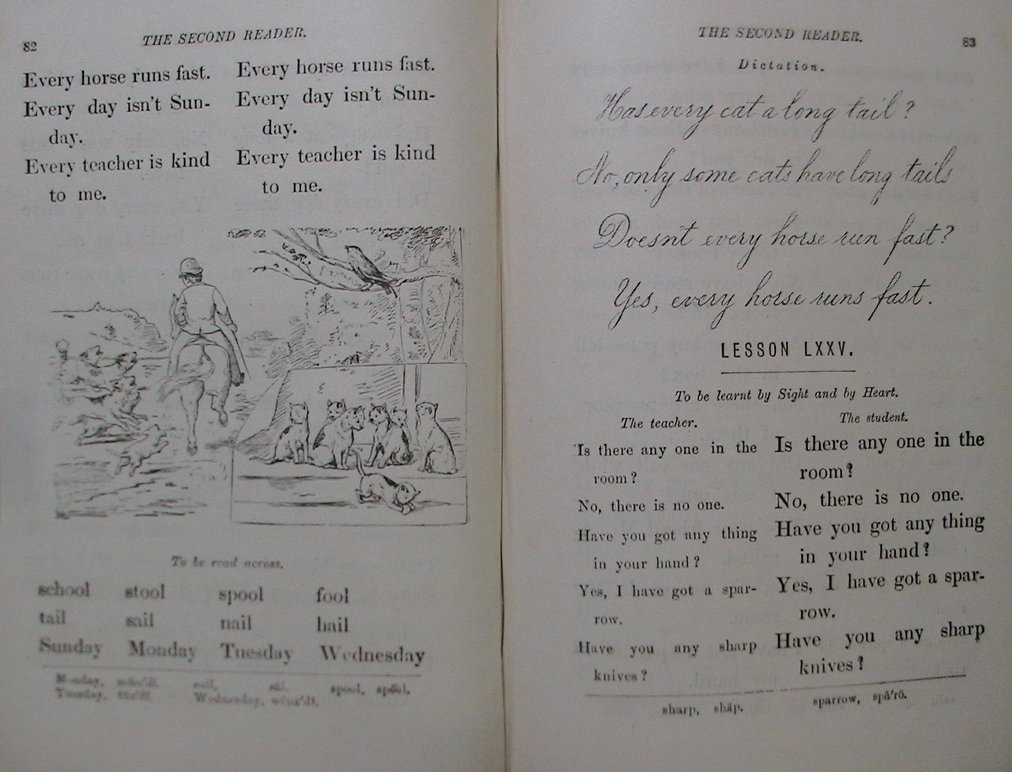 82
THE SECOND READER.
Every horse runs fast.
Every day isn't Sun-
day.
Every teacher is kind
to me.
Every horse runs fast.
Every day isn't Sun-
day.
Every teacher is kind
to me.
To be read across.
school stool spool fool
tail sail nail hail
Sunday Monday Tuesday Wednesday
Monday, nail, spool,
Tuesday, Wednesday,
THE SECOND READER.
83
Dictation.
Has every cat a long tail?
No, only some cats have long tails
Doesn't every horse run fast?
Yes, every horse runs fast.
LESSON LXXV.
To be learnt by Sight and by Heart.
The teacher.
Is there any one in the
room?
No, there is no one.
Have you got any thing
in your hand?
Yes, I have got a spar-
row.
Have you any sharp
knives?
The student.
Is there any one in the
room?
No, there is no one.
Have you got any thing
in your hand?
Yes, I have got a spar-
row.
Have you any sharp
knives?
sharp, shäp. sparrow, spă'rō.